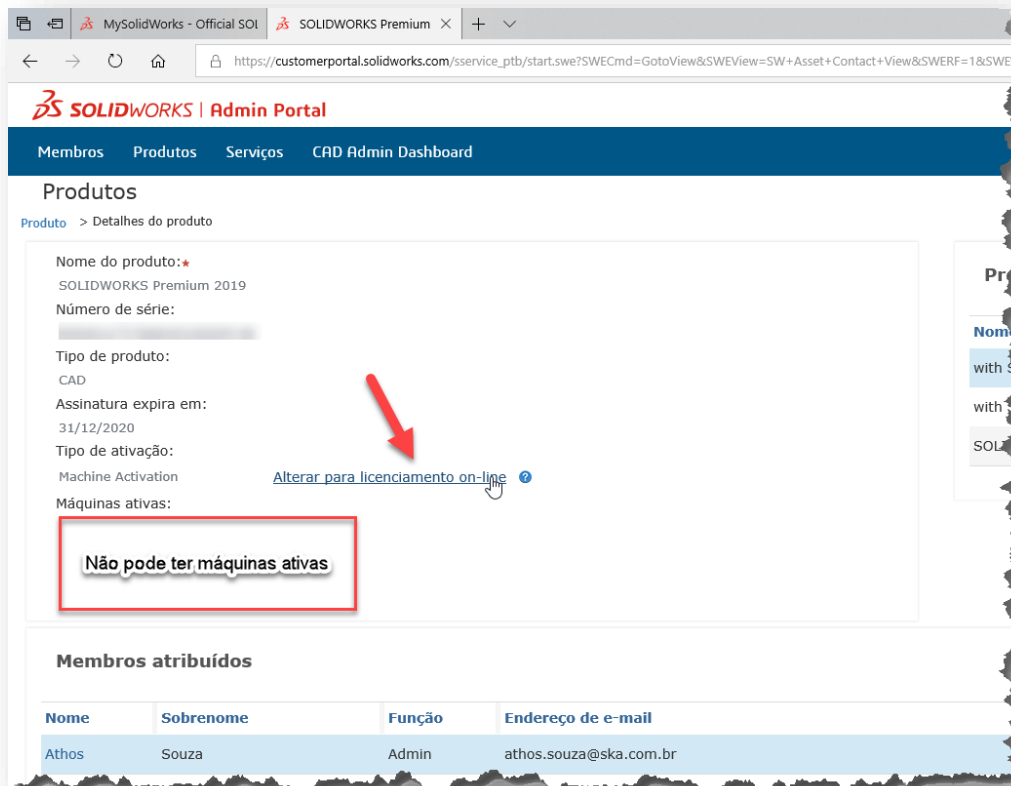 MySolidWorks - Official SOL
SOLIDWORKS Premium
https://customerportal.solidworks.com/sservice_ptb/start.swe?SWECmd=GotoView&SWEView=SW+Asset+Contact+View&SWERF=1&SWE
SOLIDWORKS | Admin Portal
Membros Produtos Serviços CAD Admin Dashboard
Produtos
Produto > Detalhes do produto
Nome do produto:★
SOLIDWORKS Premium 2019
Número de série:
Tipo de produto:
CAD
Assinatura expira em:
31/12/2020
Tipo de ativação:
Machine Activation Alterar para licenciamento on-line ?
Máquinas ativas:
Não pode ter máquinas ativas
Nom
with
with
SOL
Membros atribuídos
Nome Sobrenome Função Endereço de e-mail
Athos Souza Admin athos.souza@ska.com.br